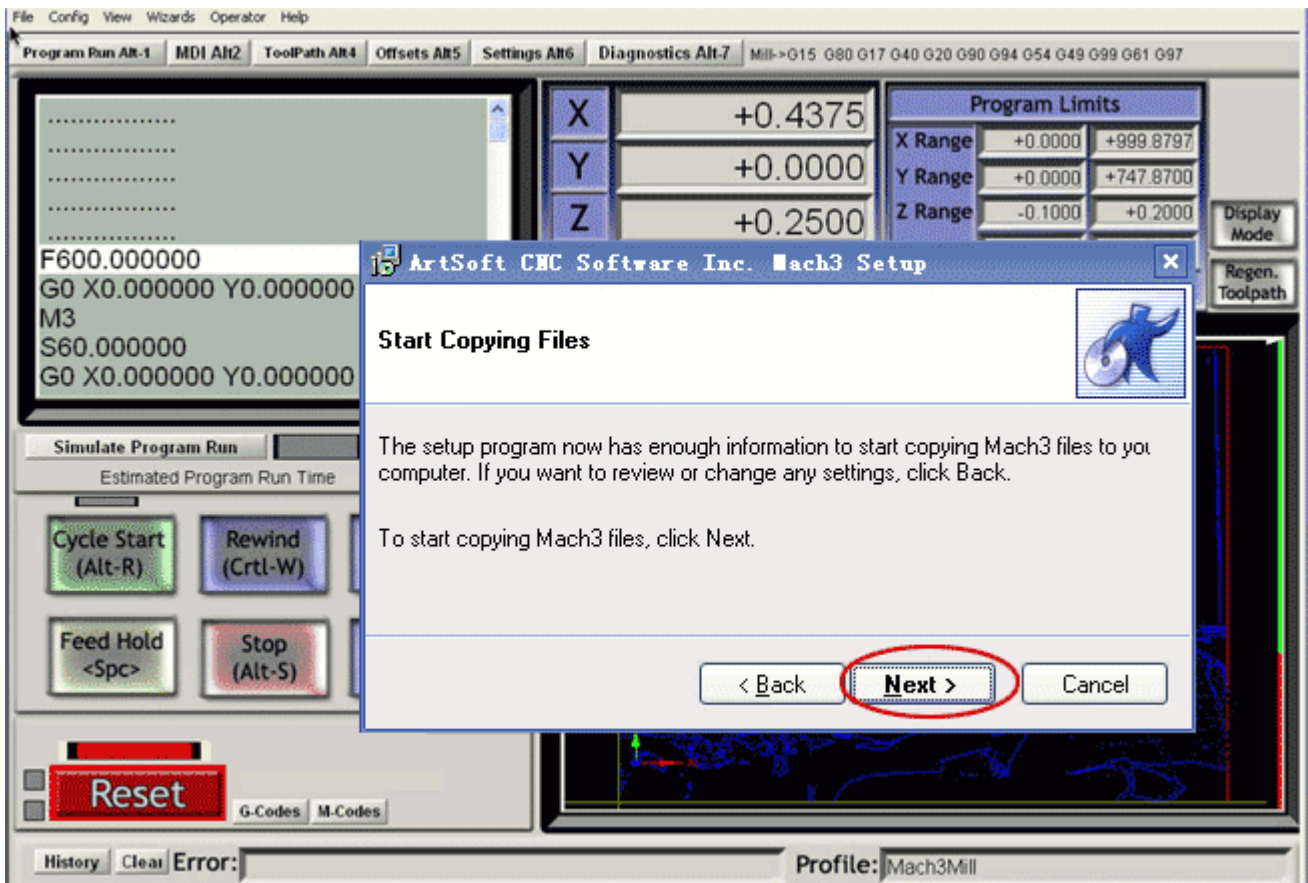 File Config View Wizards Operator Help
Program Run Alt-1 MDI Alt2 ToolPath Alt4 Offsets Alt5 Settings Alt6 Diagnostics Alt-7 Mill->G15 G80 G17 G40 G20 G90 G94 G54 G49 G99 G61 G97
.................
.................
.................
.................
.................
F600.000000
G0 X0.000000 Y0.000000
M3
S60.000000
G0 X0.000000 Y0.000000
X +0.4375
Y +0.0000
Z +0.2500
Program Limits
X Range +0.0000 +999.8797
Y Range +0.0000 +747.8700
Z Range -0.1000 +0.2000
Display
Mode
Regen.
Toolpath
ArtSoft CNC Software Inc. Mach3 Setup
Start Copying Files
The setup program now has enough information to start copying Mach3 files to you
computer. If you want to review or change any settings, click Back.
To start copying Mach3 files, click Next.
< Back Next > Cancel
Simulate Program Run
Estimated Program Run Time
Cycle Start
(Alt-R)
Rewind
(Crtl-W)
Feed Hold
<Spc>
Stop
(Alt-S)
Reset
G-Codes M-Codes
History Clear Error:
Profile: Mach3Mill